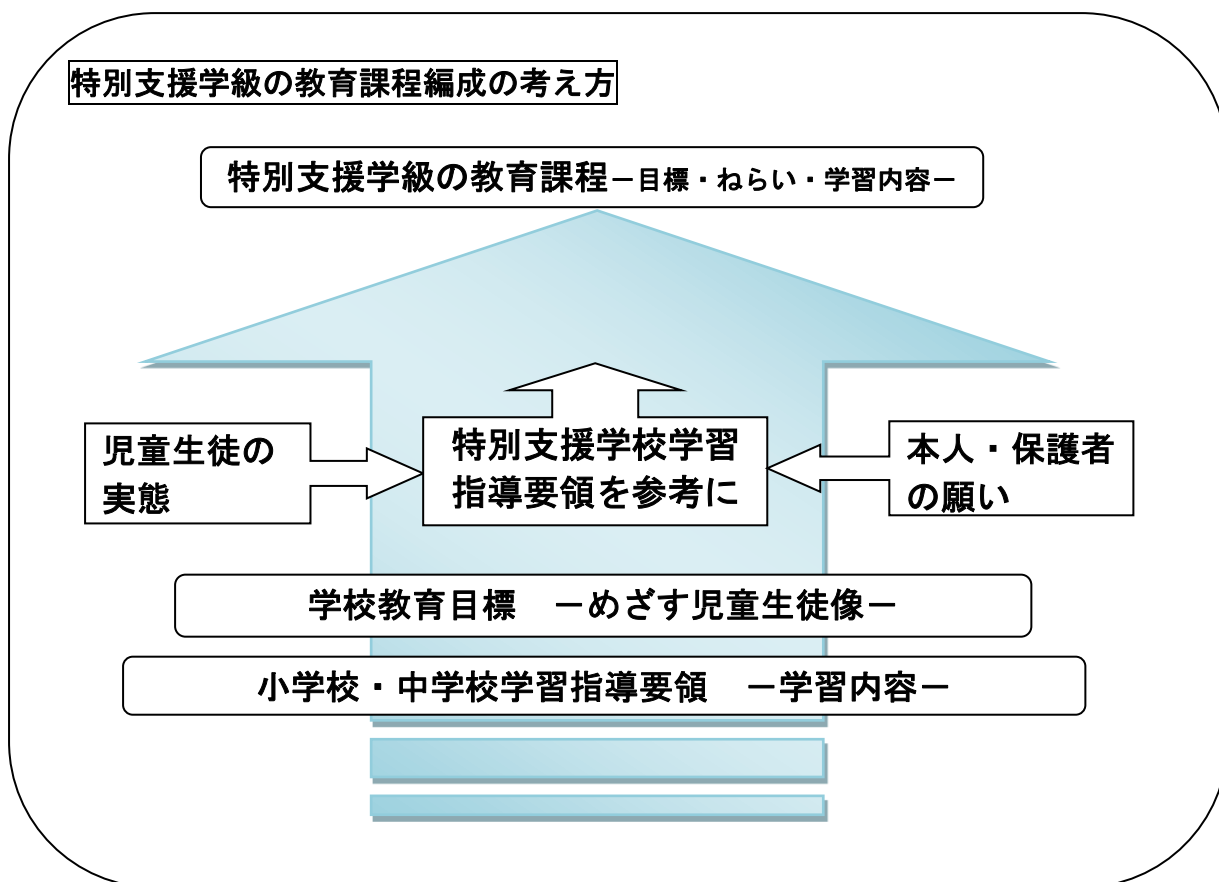 特別支援学級の教育課程編成の考え方
特別支援学級の教育課程－目標・ねらい・学習内容－
児童生徒の
実態
特別支援学校学習
指導要領を参考に
本人・保護者
の願い
学校教育目標　－めざす児童生徒像－
小学校・中学校学習指導要領　－学習内容－